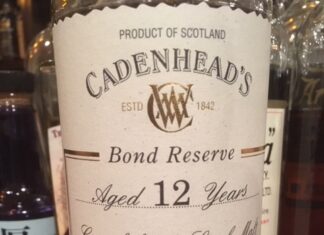 PRODUCT OF SCOTLAND
CADENHEAD'S
ESTD 1842
Bond Reserve
Aged 12 Years